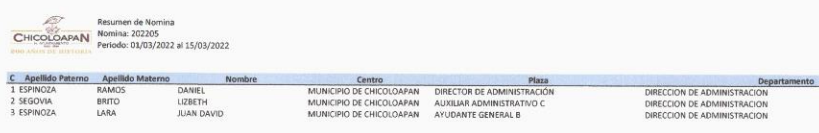 Resumen de Nomina
CHICOLOAPAN
Nomina: 202205
Periodo: 01/03/2022 al 15/03/2022
C Apellido Paterno Apellido Materno Nombre Centro Plaza Departamento
1 ESPINOZA RAMOS DANIEL MUNICIPIO DE CHICOLOAPAN DIRECTOR DE ADMINISTRACIÓN DIRECCION DE ADMINISTRACION
2 SEGOVIA BRITO LIZBETH MUNICIPIO DE CHICOLOAPAN AUXILIAR ADMINISTRATIVO C DIRECCION DE ADMINISTRACION
3 ESPINOZA LARA JUAN DAVID MUNICIPIO DE CHICOLOAPAN AYUDANTE GENERAL B DIRECCION DE ADMINISTRACION